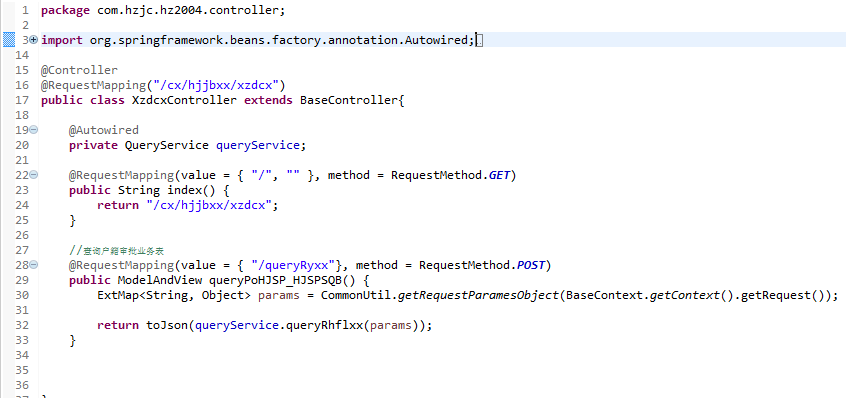 1 package com.hzjc.hz2004.controller;
2
3 import org.springframework.beans.factory.annotation.Autowired;
14
15 @Controller
16 @RequestMapping("/cx/hjjbxx/xzdcx")
17 public class XzdcxController extends BaseController{
18
19 @Autowired
20 private QueryService queryService;
21
22 @RequestMapping(value = { "/", "" }, method = RequestMethod.GET)
23 public String index() {
24 return "/cx/hjjbxx/xzdcx";
25 }
26
27 //查询户籍审批业务表
28 @RequestMapping(value = { "/queryRyxx"}, method = RequestMethod.POST)
29 public ModelAndView queryPoHJSP_HJSPSQB() {
30 ExtMap<String, Object> params = CommonUtil.getRequestParamesObject(BaseContext.getContext().getRequest());
31
32 return toJson(queryService.queryRhflxx(params));
33 }
34
35
36